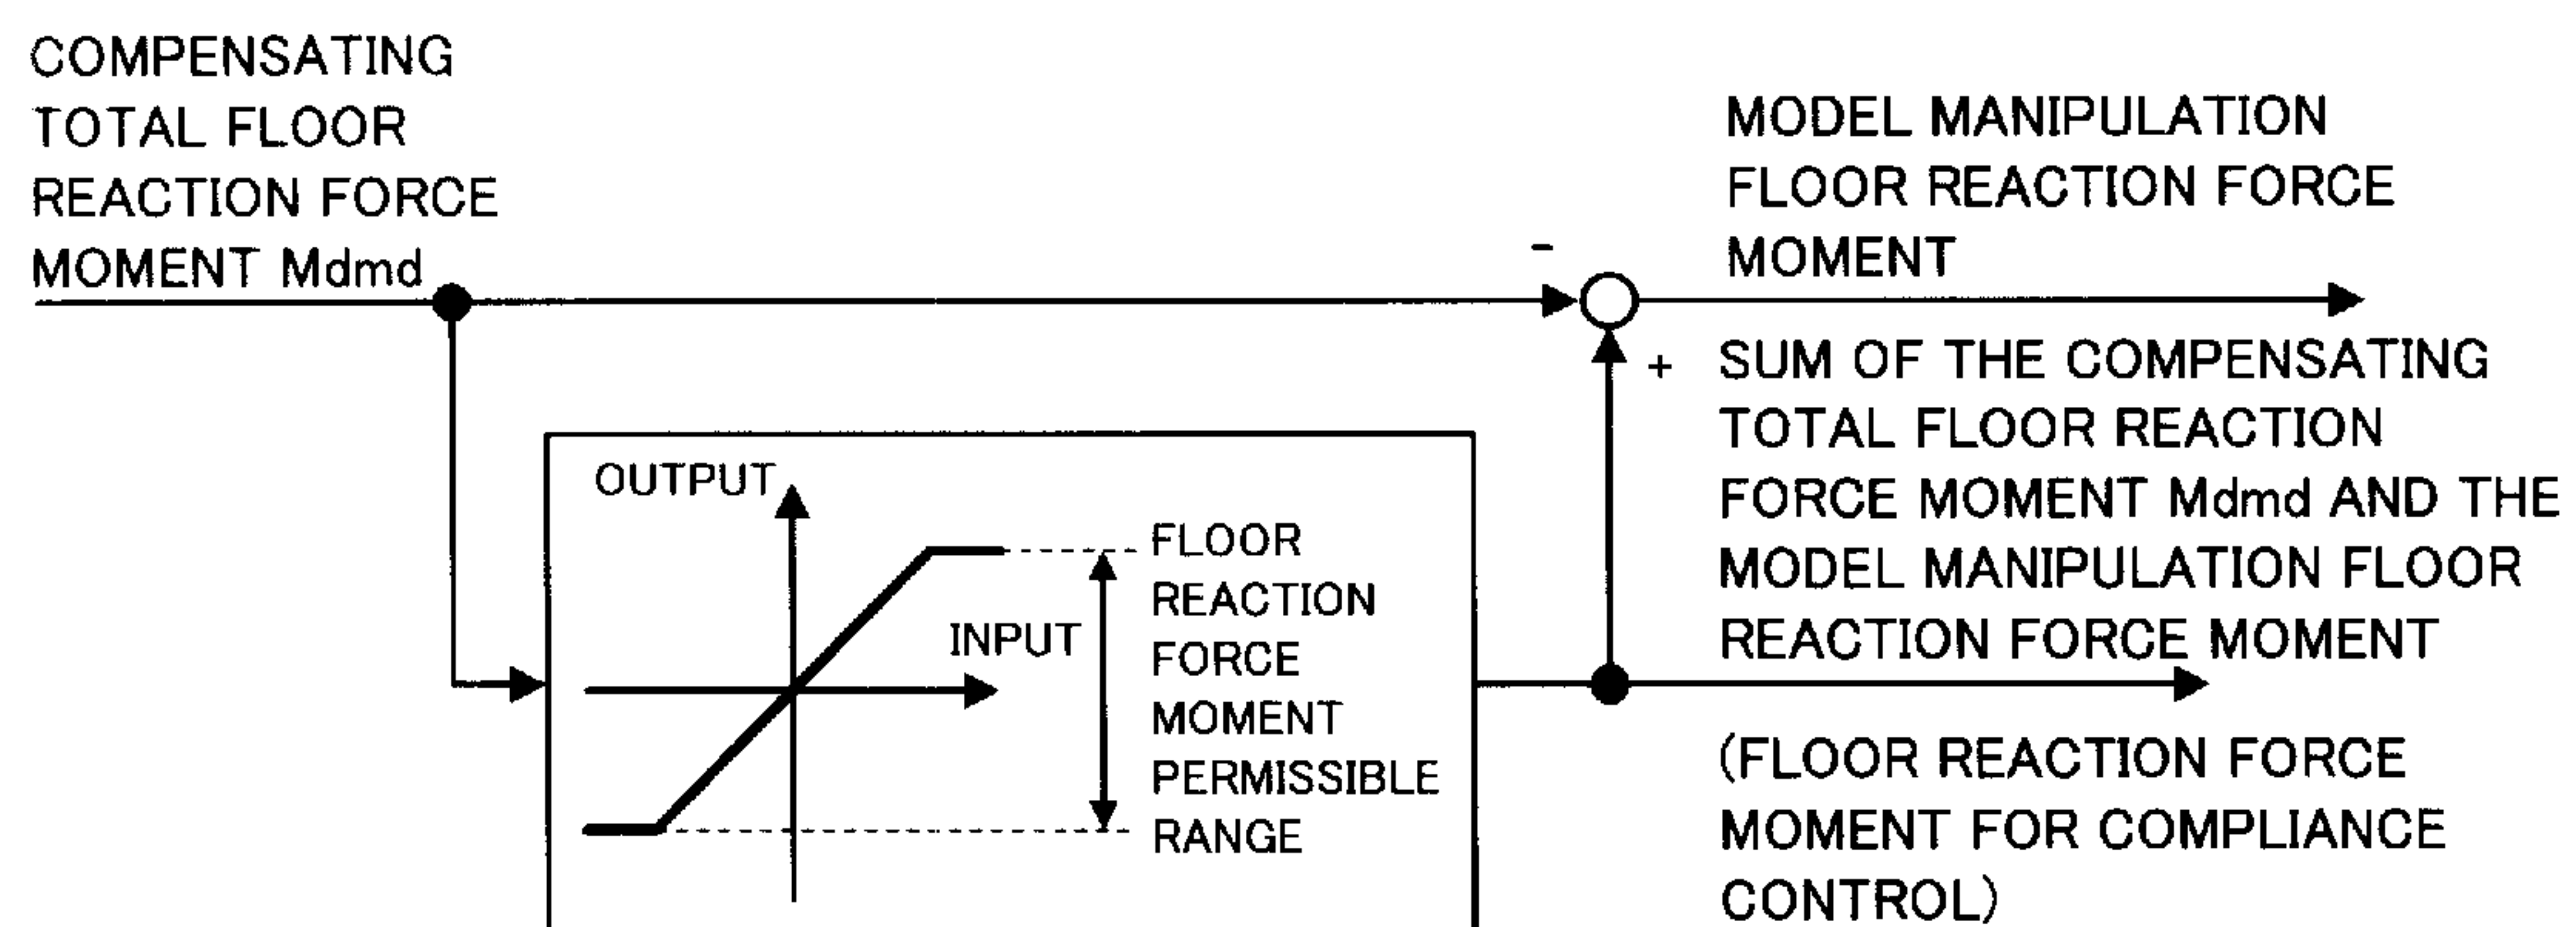 COMPENSATING
TOTAL FLOOR
REACTION FORCE
MOMENT Mdmd
-
MODEL MANIPULATION
FLOOR REACTION FORCE
MOMENT
+
SUM OF THE COMPENSATING
TOTAL FLOOR REACTION
FORCE MOMENT Mdmd AND THE
MODEL MANIPULATION FLOOR
REACTION FORCE MOMENT
OUTPUT
INPUT
FLOOR
REACTION
FORCE
MOMENT
PERMISSIBLE
RANGE
(FLOOR REACTION FORCE
MOMENT FOR COMPLIANCE
CONTROL)